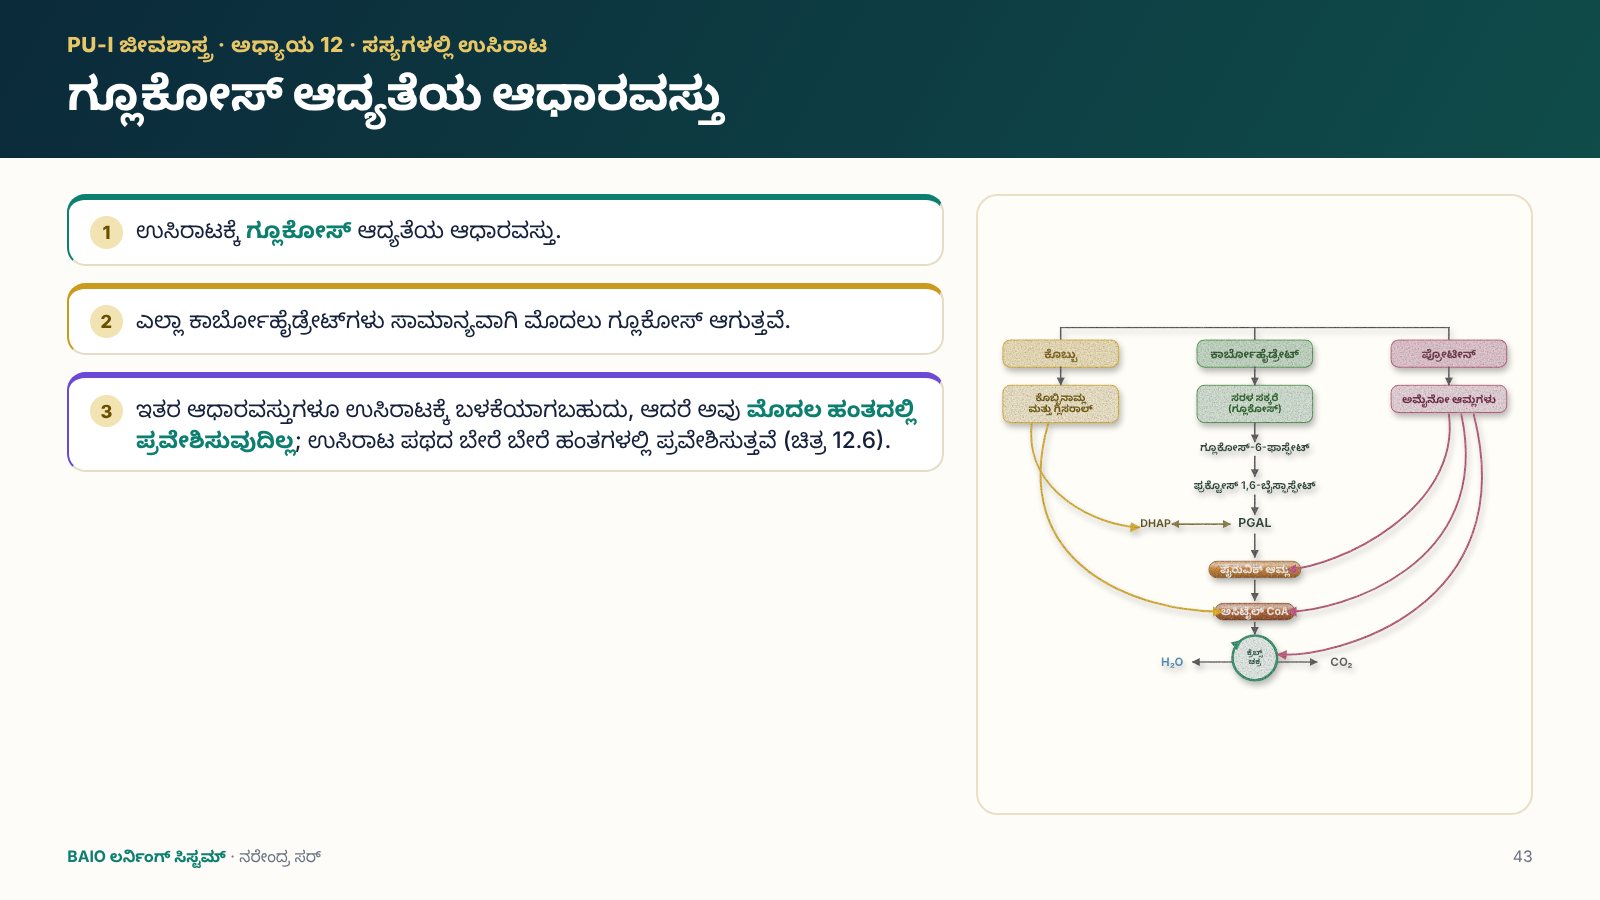 PU-I ಜೀವಶಾಸ್ತ್ರ · ಅಧ್ಯಾಯ 12 · ಸಸ್ಯಗಳಲ್ಲಿ ಉಸಿರಾಟ
ಗ್ಲೂಕೋಸ್ ಆದ್ಯತೆಯ ಆಧಾರವಸ್ತು
1 ಉಸಿರಾಟಕ್ಕೆ ಗ್ಲೂಕೋಸ್ ಆದ್ಯತೆಯ ಆಧಾರವಸ್ತು.
2 ಎಲ್ಲಾ ಕಾರ್ಬೋಹೈಡ್ರೇಟ್‌ಗಳು ಸಾಮಾನ್ಯವಾಗಿ ಮೊದಲು ಗ್ಲೂಕೋಸ್ ಆಗುತ್ತವೆ.
3 ಇತರ ಆಧಾರವಸ್ತುಗಳೂ ಉಸಿರಾಟಕ್ಕೆ ಬಳಕೆಯಾಗಬಹುದು, ಆದರೆ ಅವು ಮೊದಲ ಹಂತದಲ್ಲಿ
ಪ್ರವೇಶಿಸುವುದಿಲ್ಲ; ಉಸಿರಾಟ ಪಥದ ಬೇರೆ ಬೇರೆ ಹಂತಗಳಲ್ಲಿ ಪ್ರವೇಶಿಸುತ್ತವೆ (ಚಿತ್ರ 12.6).
ಕೊಬ್ಬು
ಕಾರ್ಬೋಹೈಡ್ರೇಟ್
ಪ್ರೋಟೀನ್
ಕೊಬ್ಬಿನಾಮ್ಲ
ಮತ್ತು ಗ್ಲಿಸರಾಲ್
ಸರಳ ಸಕ್ಕರೆ
(ಗ್ಲೂಕೋಸ್)
ಅಮೈನೋ ಆಮ್ಲಗಳು
ಗ್ಲೂಕೋಸ್-6-ಫಾಸ್ಫೇಟ್
ಫ್ರಕ್ಟೋಸ್ 1,6-ಬೈಸ್ಫಾಸ್ಫೇಟ್
DHAP
PGAL
ಪೈರುವಿಕ್ ಆಮ್ಲ
ಅಸಿಟೈಲ್ CoA
ಕ್ರೆಬ್ಸ್
ಚಕ್ರ
H₂O
CO₂
BAIO ಲರ್ನಿಂಗ್ ಸಿಸ್ಟಮ್ · ನರೇಂದ್ರ ಸರ್
43